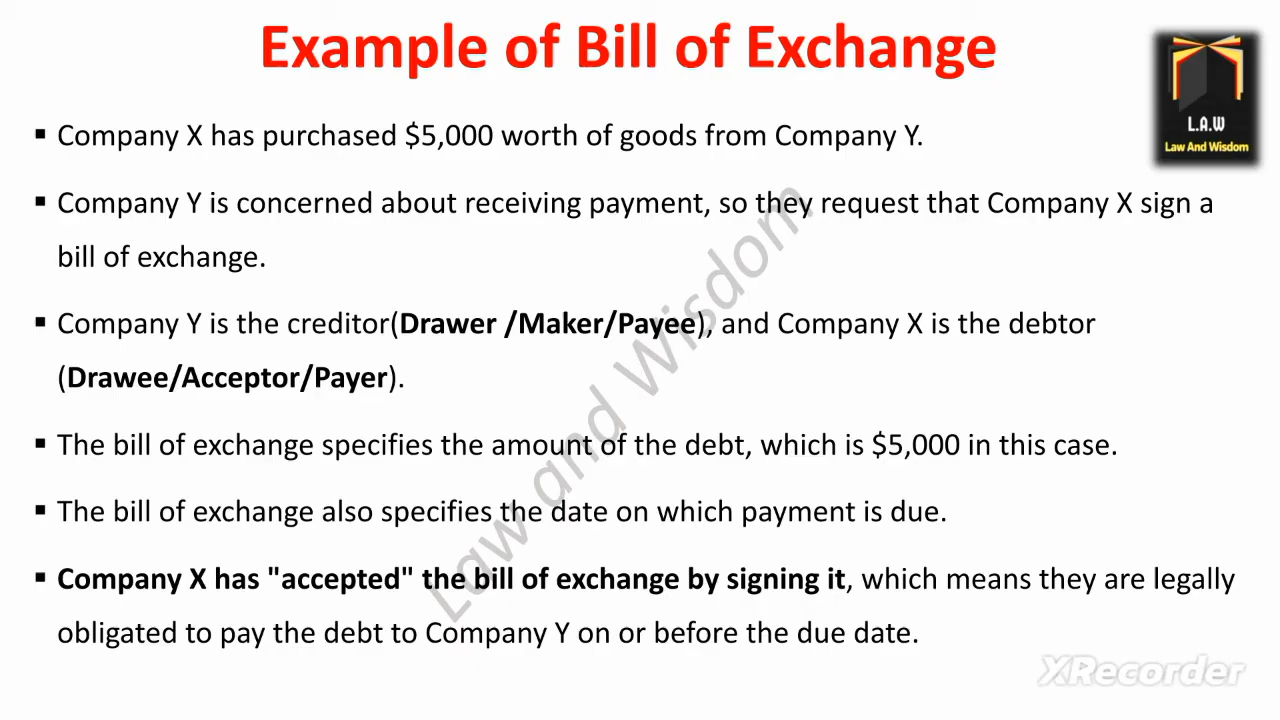 Example of Bill of Exchange
L.A.W
Law And Wisdom
▪ Company X has purchased $5,000 worth of goods from Company Y.
▪ Company Y is concerned about receiving payment, so they request that Company X sign a
bill of exchange.
▪ Company Y is the creditor(Drawer /Maker/Payee), and Company X is the debtor
(Drawee/Acceptor/Payer).
▪ The bill of exchange specifies the amount of the debt, which is $5,000 in this case.
▪ The bill of exchange also specifies the date on which payment is due.
▪ Company X has "accepted" the bill of exchange by signing it, which means they are legally
obligated to pay the debt to Company Y on or before the due date.
Law and Wisdom
XRecorder